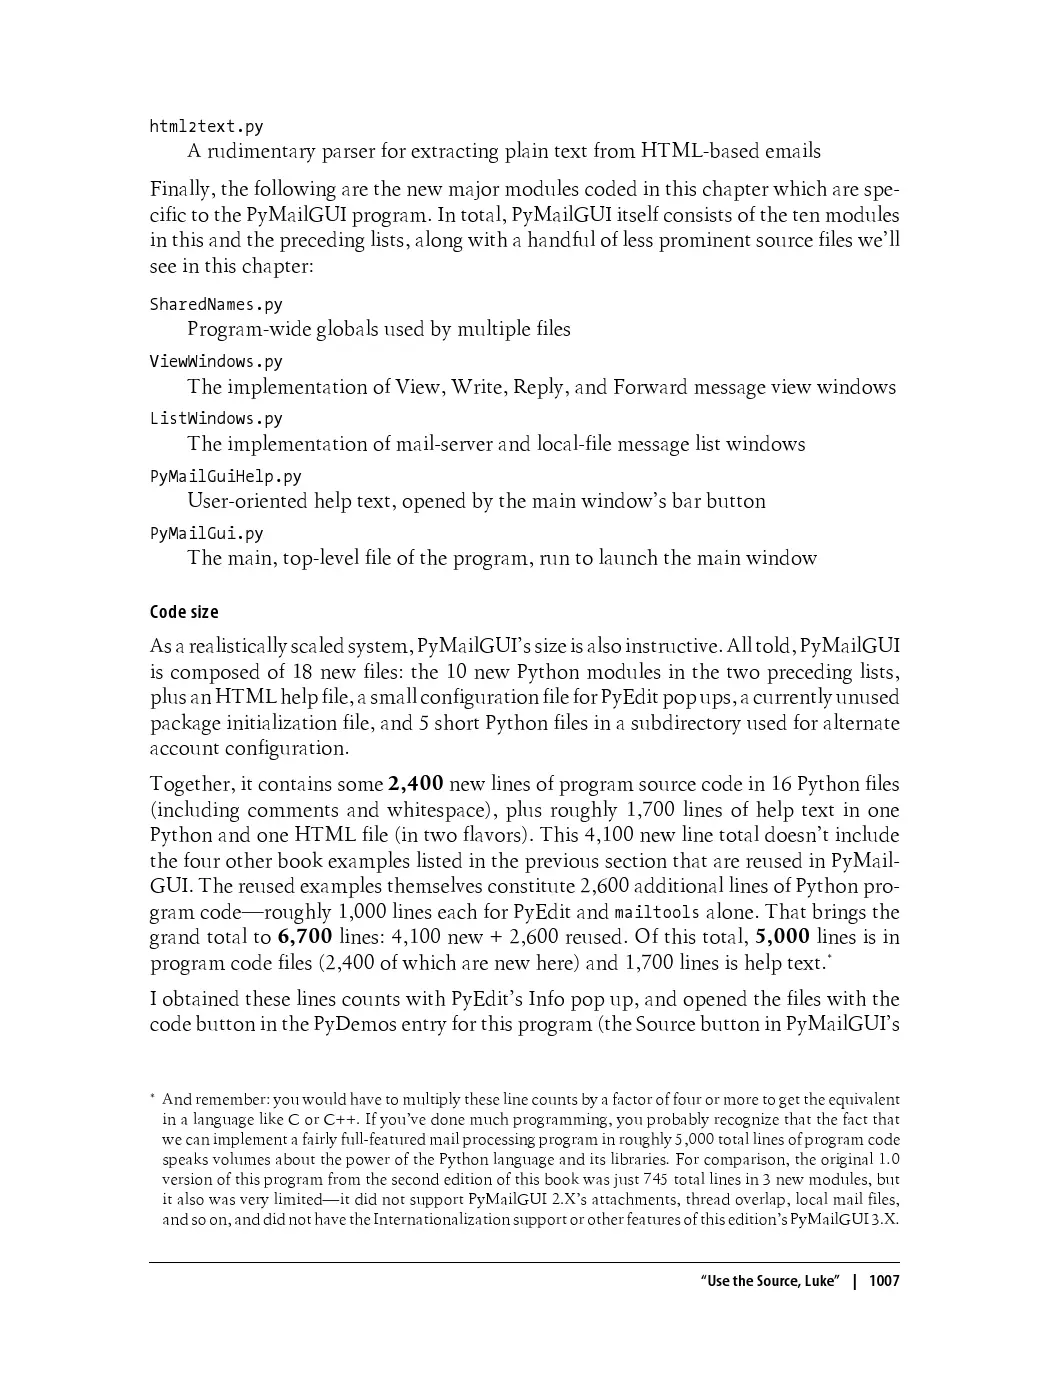 html2text.py
A rudimentary parser for extracting plain text from HTML-based emails
Finally, the following are the new major modules coded in this chapter which are spe-
cific to the PyMailGUI program. In total, PyMailGUI itself consists of the ten modules
in this and the preceding lists, along with a handful of less prominent source files we’ll
see in this chapter:
SharedNames.py
Program-wide globals used by multiple files
ViewWindows.py
The implementation of View, Write, Reply, and Forward message view windows
ListWindows.py
The implementation of mail-server and local-file message list windows
PyMailGuiHelp.py
User-oriented help text, opened by the main window’s bar button
PyMailGui.py
The main, top-level file of the program, run to launch the main window
Code size
As a realistically scaled system, PyMailGUI’s size is also instructive. All told, PyMailGUI
is composed of 18 new files: the 10 new Python modules in the two preceding lists,
plus an HTML help file, a small configuration file for PyEdit pop ups, a currently unused
package initialization file, and 5 short Python files in a subdirectory used for alternate
account configuration.
Together, it contains some 2,400 new lines of program source code in 16 Python files
(including comments and whitespace), plus roughly 1,700 lines of help text in one
Python and one HTML file (in two flavors). This 4,100 new line total doesn’t include
the four other book examples listed in the previous section that are reused in PyMail-
GUI. The reused examples themselves constitute 2,600 additional lines of Python pro-
gram code—roughly 1,000 lines each for PyEdit and mailtools alone. That brings the
grand total to 6,700 lines: 4,100 new + 2,600 reused. Of this total, 5,000 lines is in
program code files (2,400 of which are new here) and 1,700 lines is help text.*
I obtained these lines counts with PyEdit’s Info pop up, and opened the files with the
code button in the PyDemos entry for this program (the Source button in PyMailGUI’s
* And remember: you would have to multiply these line counts by a factor of four or more to get the equivalent
in a language like C or C++. If you’ve done much programming, you probably recognize that the fact that
we can implement a fairly full-featured mail processing program in roughly 5,000 total lines of program code
speaks volumes about the power of the Python language and its libraries. For comparison, the original 1.0
version of this program from the second edition of this book was just 745 total lines in 3 new modules, but
it also was very limited—it did not support PyMailGUI 2.X’s attachments, thread overlap, local mail files,
and so on, and did not have the Internationalization support or other features of this edition’s PyMailGUI 3.X.
“Use the Source, Luke” | 1007